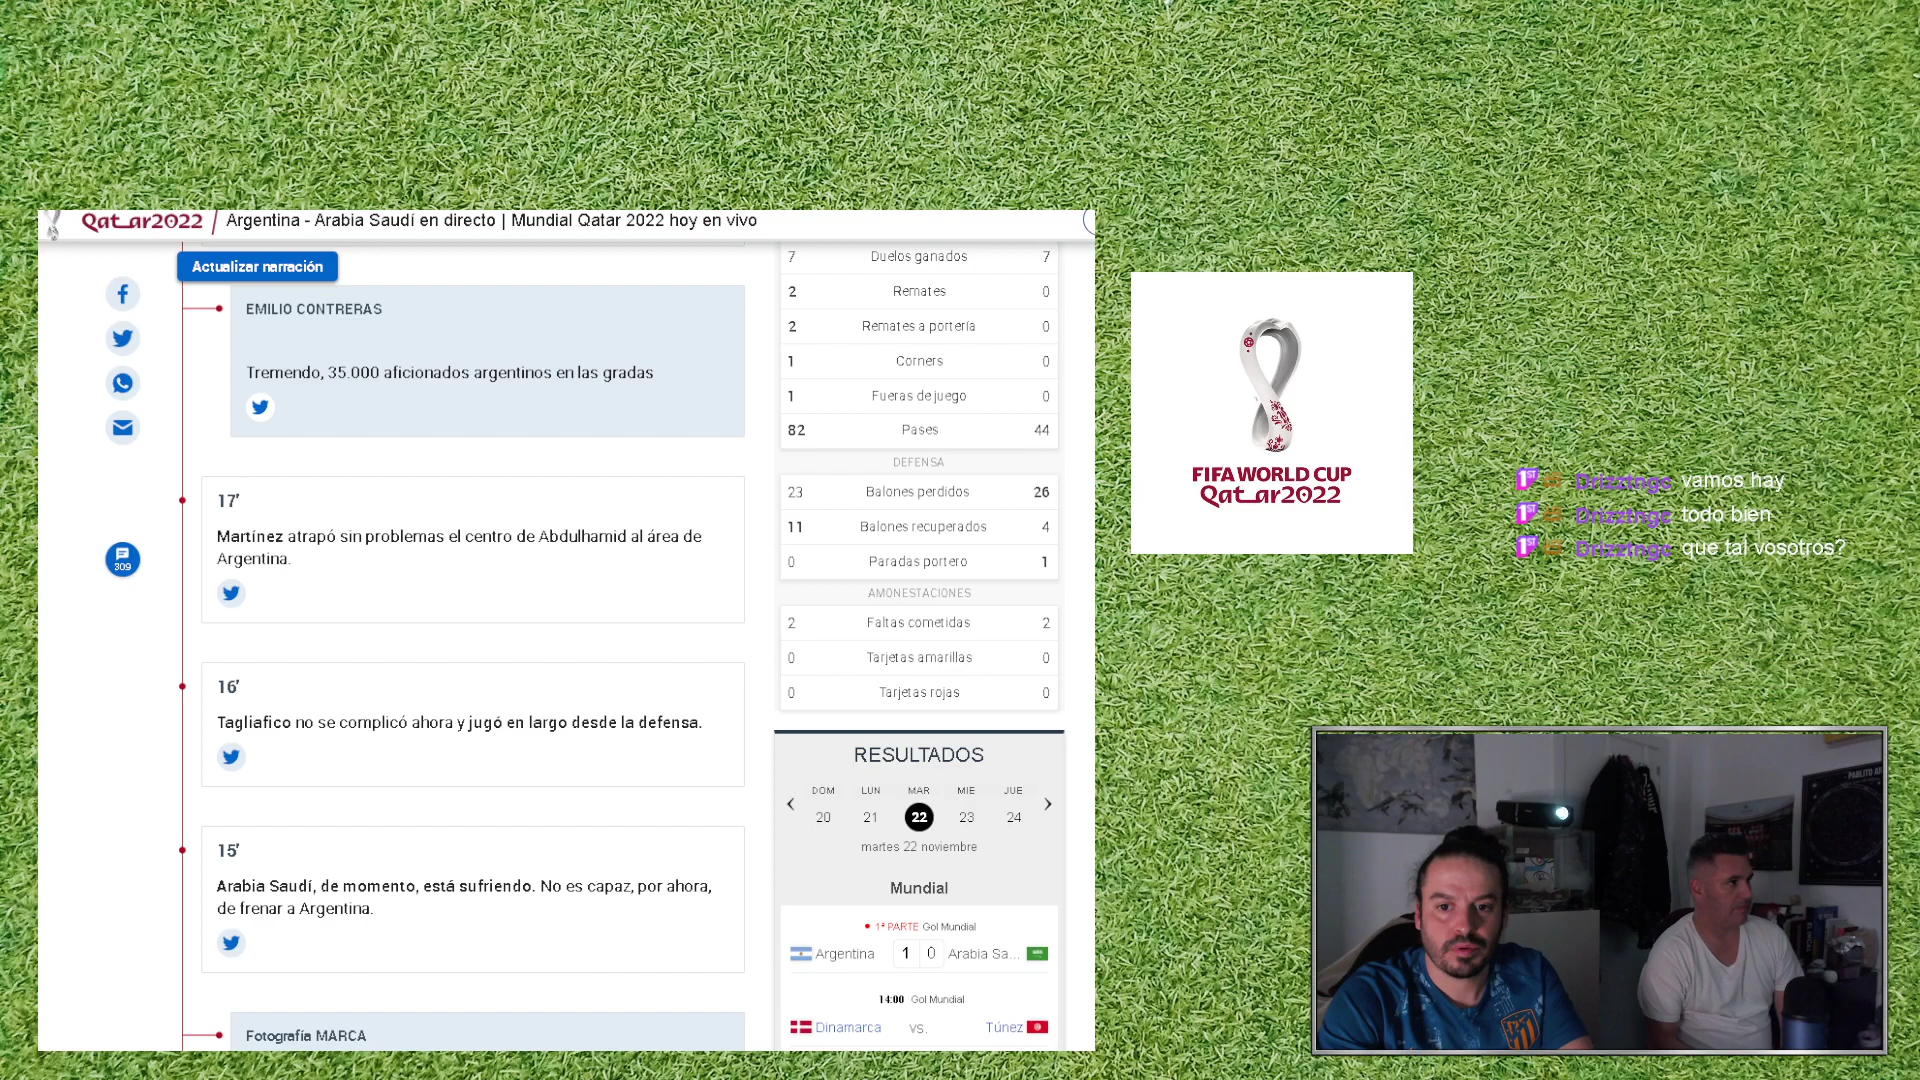 Qatar2022 / Argentina - Arabia Saudí en directo | Mundial Qatar 2022 hoy en vivo
Actualizar narración
EMILIO CONTRERAS
Tremendo, 35.000 aficionados argentinos en las gradas
17'
Martínez atrapó sin problemas el centro de Abdulhamid al área de
Argentina.
309
16'
Tagliafico no se complicó ahora y jugó en largo desde la defensa.
15'
Arabia Saudí, de momento, está sufriendo. No es capaz, por ahora,
de frenar a Argentina.
Fotografía MARCA
7 Duelos ganados 7
2 Remates 0
2 Remates a portería 0
1 Corners 0
1 Fueras de juego 0
82 Pases 44
DEFENSA
23 Balones perdidos 26
11 Balones recuperados 4
0 Paradas portero 1
AMONESTACIONES
2 Faltas cometidas 2
0 Tarjetas amarillas 0
0 Tarjetas rojas 0
RESULTADOS
DOM LUN MAR MIE JUE
20 21 22 23 24
martes 22 noviembre
Mundial
1ª PARTE Gol Mundial
Argentina 1 0 Arabia Sa...
14:00 Gol Mundial
Dinamarca vs. Túnez
FIFA WORLD CUP
Qatar2022
1ST Drizztngc vamos hay
1ST Drizztngc todo bien
1ST Drizztngc que tal vosotros?